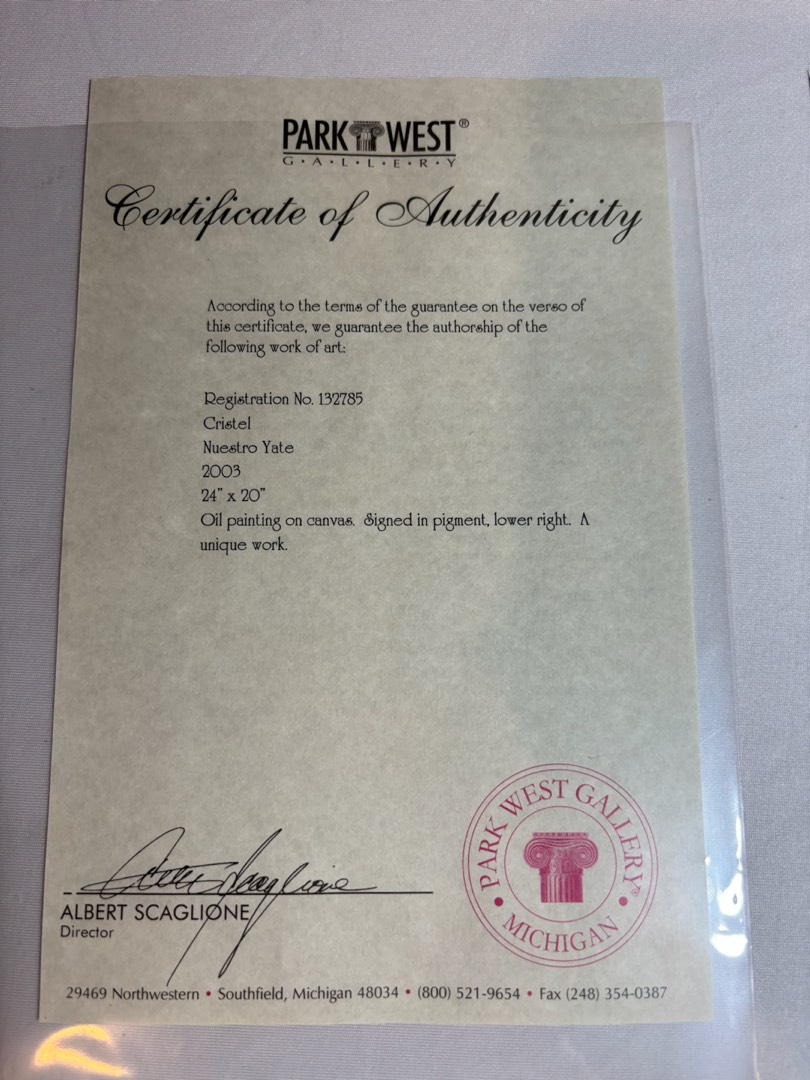 PARK WEST®
G•A•L•L•E•R•Y
Certificate of Authenticity
According to the terms of the guarantee on the verso of
this certificate, we guarantee the authorship of the
following work of art:
Registration No. 132785
Cristel
Nuestro Yate
2003
24" x 20"
Oil painting on canvas. Signed in pigment, lower right. A
unique work.
Albert Scaglione
ALBERT SCAGLIONE
Director
PARK WEST GALLERY®
• MICHIGAN •
29469 Northwestern • Southfield, Michigan 48034 • (800) 521-9654 • Fax (248) 354-0387